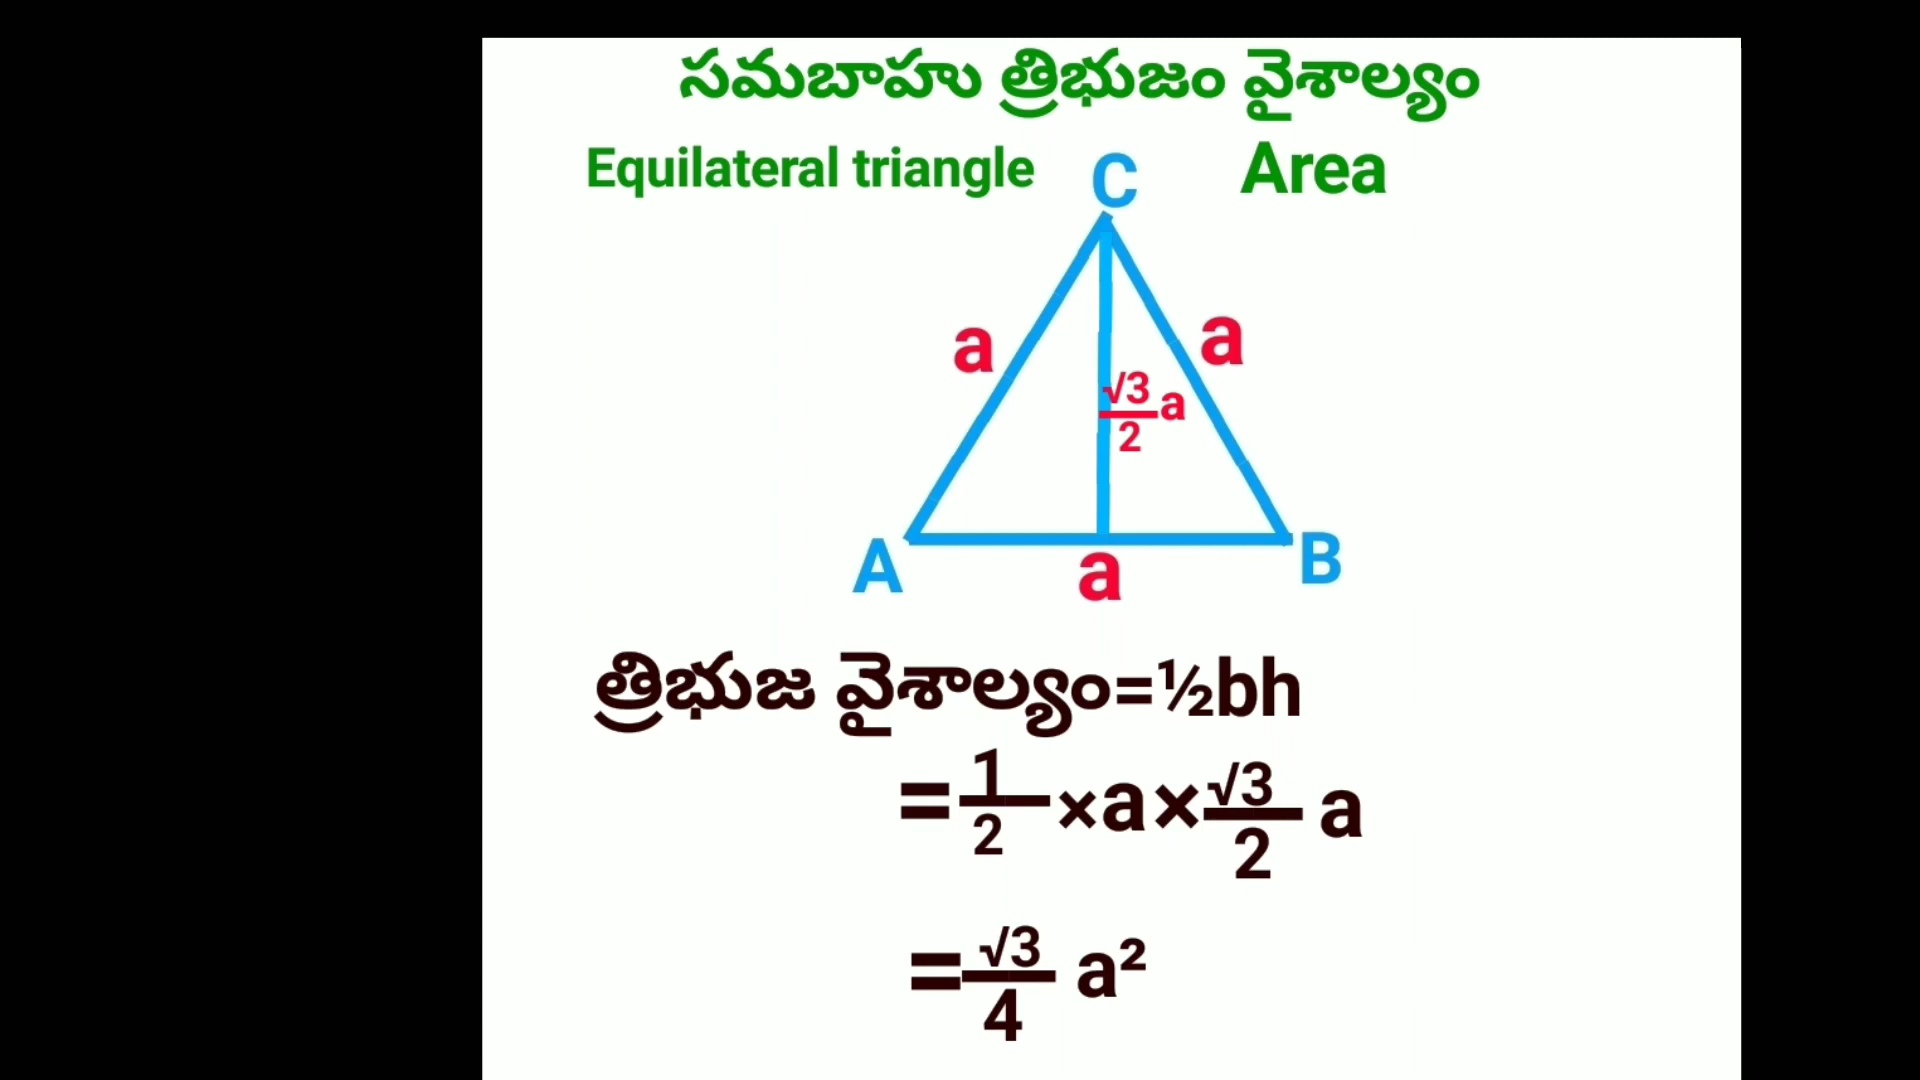 సమబాహు త్రిభుజం వైశాల్యం
Equilateral triangle Area
C
a a
√3/2 a
A B
a
త్రిభుజ వైశాల్యం=½bh
=1/2×a×√3/2 a
=√3/4 a²